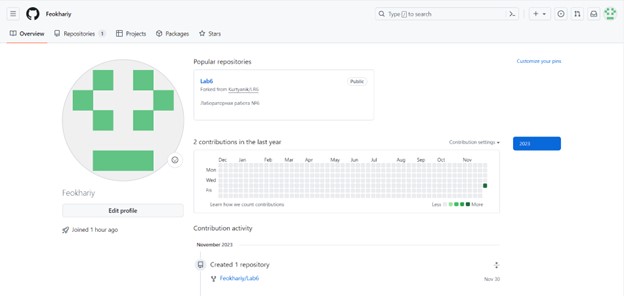 Feokhariy
Type / to search
Overview
Repositories 1
Projects
Packages
Stars
Popular repositories
Customize your pins
Lab6
Public
Forked from Kurtyanik/LR6
Лабораторная работа №6
2 contributions in the last year
Contribution settings
2023
Dec Jan Feb Mar Apr May Jun Jul Aug Sep Oct Nov
Mon
Wed
Fri
Learn how we count contributions
Less More
Feokhariy
Edit profile
Joined 1 hour ago
Contribution activity
November 2023
Created 1 repository
Feokhariy/Lab6
Nov 30